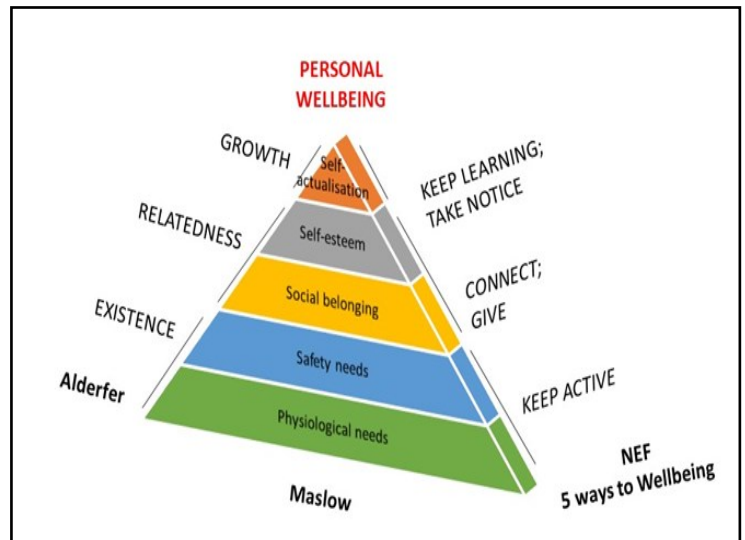 PERSONAL
WELLBEING
GROWTH
Self-
actualisation
KEEP LEARNING;
TAKE NOTICE
RELATEDNESS
Self-esteem
Social belonging
CONNECT;
GIVE
EXISTENCE
Safety needs
KEEP ACTIVE
Alderfer
Physiological needs
NEF
5 ways to Wellbeing
Maslow